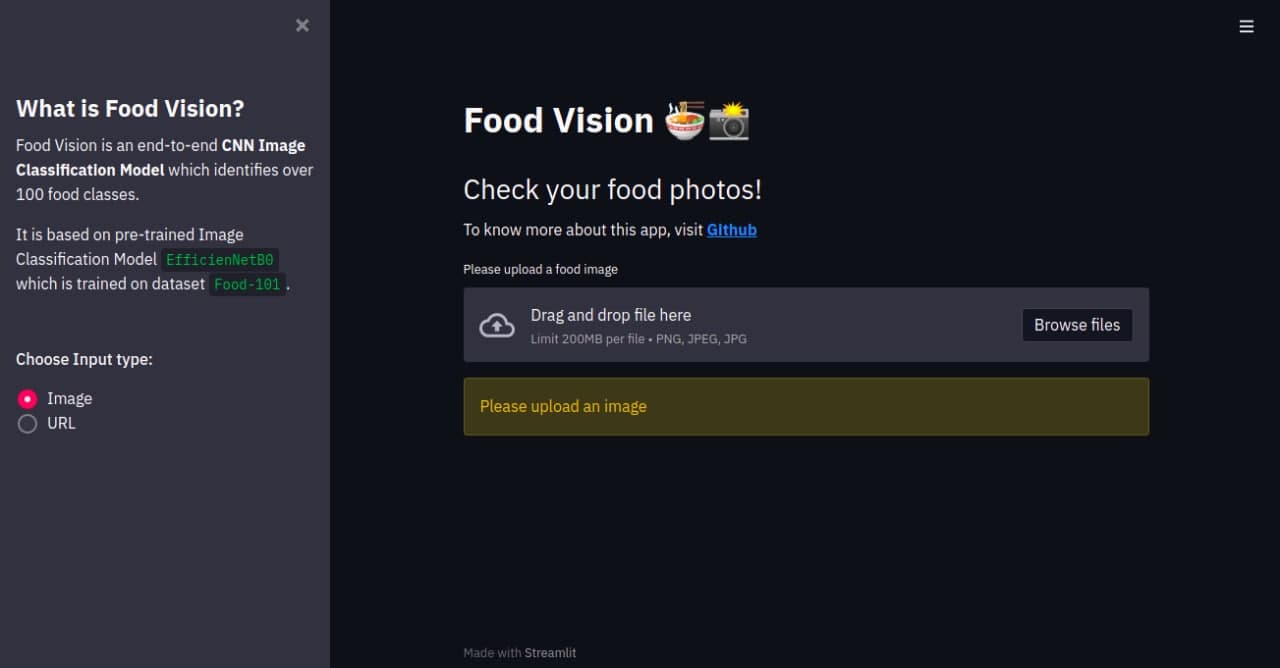 What is Food Vision?
Food Vision is an end-to-end CNN Image
Classification Model which identifies over
100 food classes.
It is based on pre-trained Image
Classification Model EfficienNetB0
which is trained on dataset Food-101.
Choose Input type:
Image
URL
Food Vision 🍜📸
Check your food photos!
To know more about this app, visit Github
Please upload a food image
Drag and drop file here
Limit 200MB per file • PNG, JPEG, JPG
Browse files
Please upload an image
Made with Streamlit